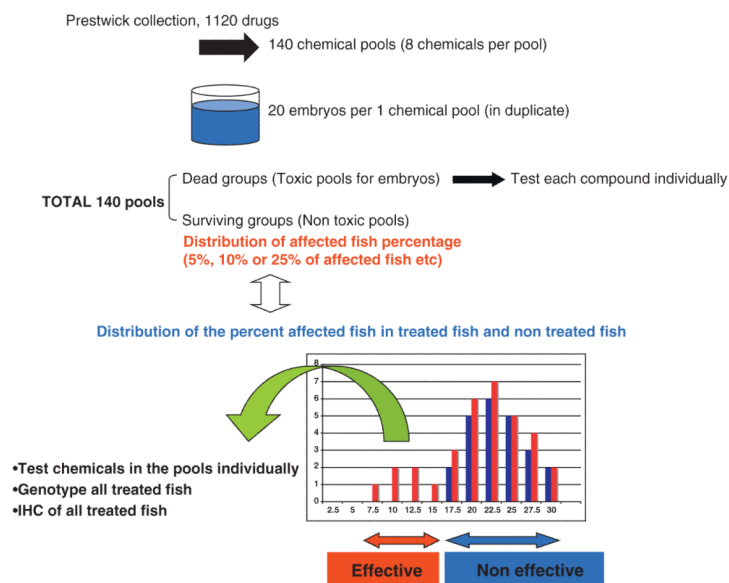 Prestwick collection, 1120 drugs
140 chemical pools (8 chemicals per pool)
20 embryos per 1 chemical pool (in duplicate)
Dead groups (Toxic pools for embryos)
Test each compound individually
TOTAL 140 pools
Surviving groups (Non toxic pools)
Distribution of affected fish percentage
(5%, 10% or 25% of affected fish etc)
Distribution of the percent affected fish in treated fish and non treated fish
8
7
6
5
4
3
2
1
0
2.5 5 7.5 10 12.5 15 17.5 20 22.5 25 27.5 30
•Test chemicals in the pools individually
•Genotype all treated fish
•IHC of all treated fish
Effective
Non effective